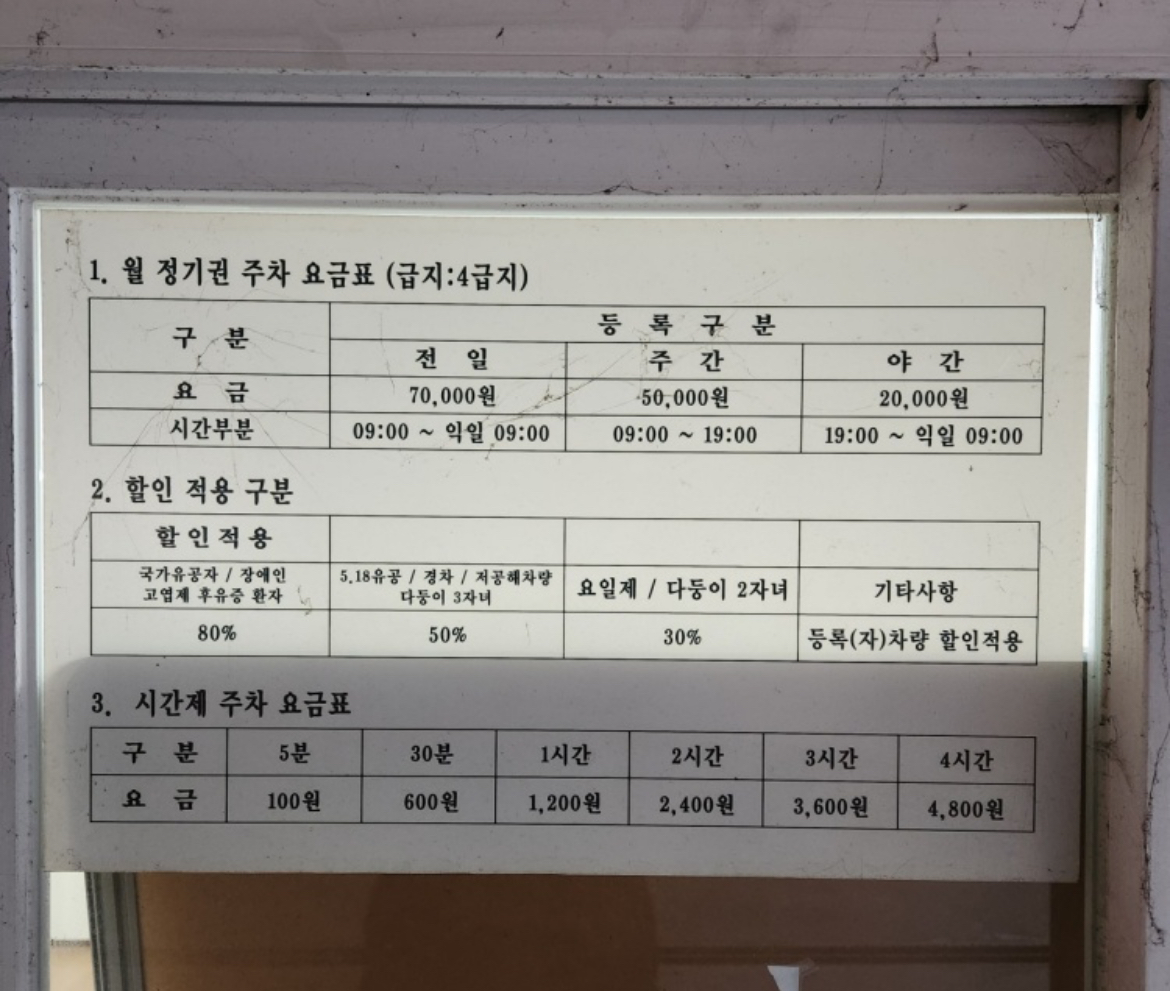 1. 월 정기권 주차 요금표 (급지:4급지)
구 분
등 록 구 분
전 일 주 간 야 간
요 금 70,000원 50,000원 20,000원
시간부분 09:00 ~ 익일 09:00 09:00 ~ 19:00 19:00 ~ 익일 09:00
2. 할인 적용 구분
할인적용
국가유공자 / 장애인
고엽제 후유증 환자
5.18유공 / 경차 / 저공해차량
다둥이 3자녀
요일제 / 다둥이 2자녀
기타사항
80% 50% 30% 등록(자)차량 할인적용
3. 시간제 주차 요금표
구 분 5분 30분 1시간 2시간 3시간 4시간
요 금 100원 600원 1,200원 2,400원 3,600원 4,800원